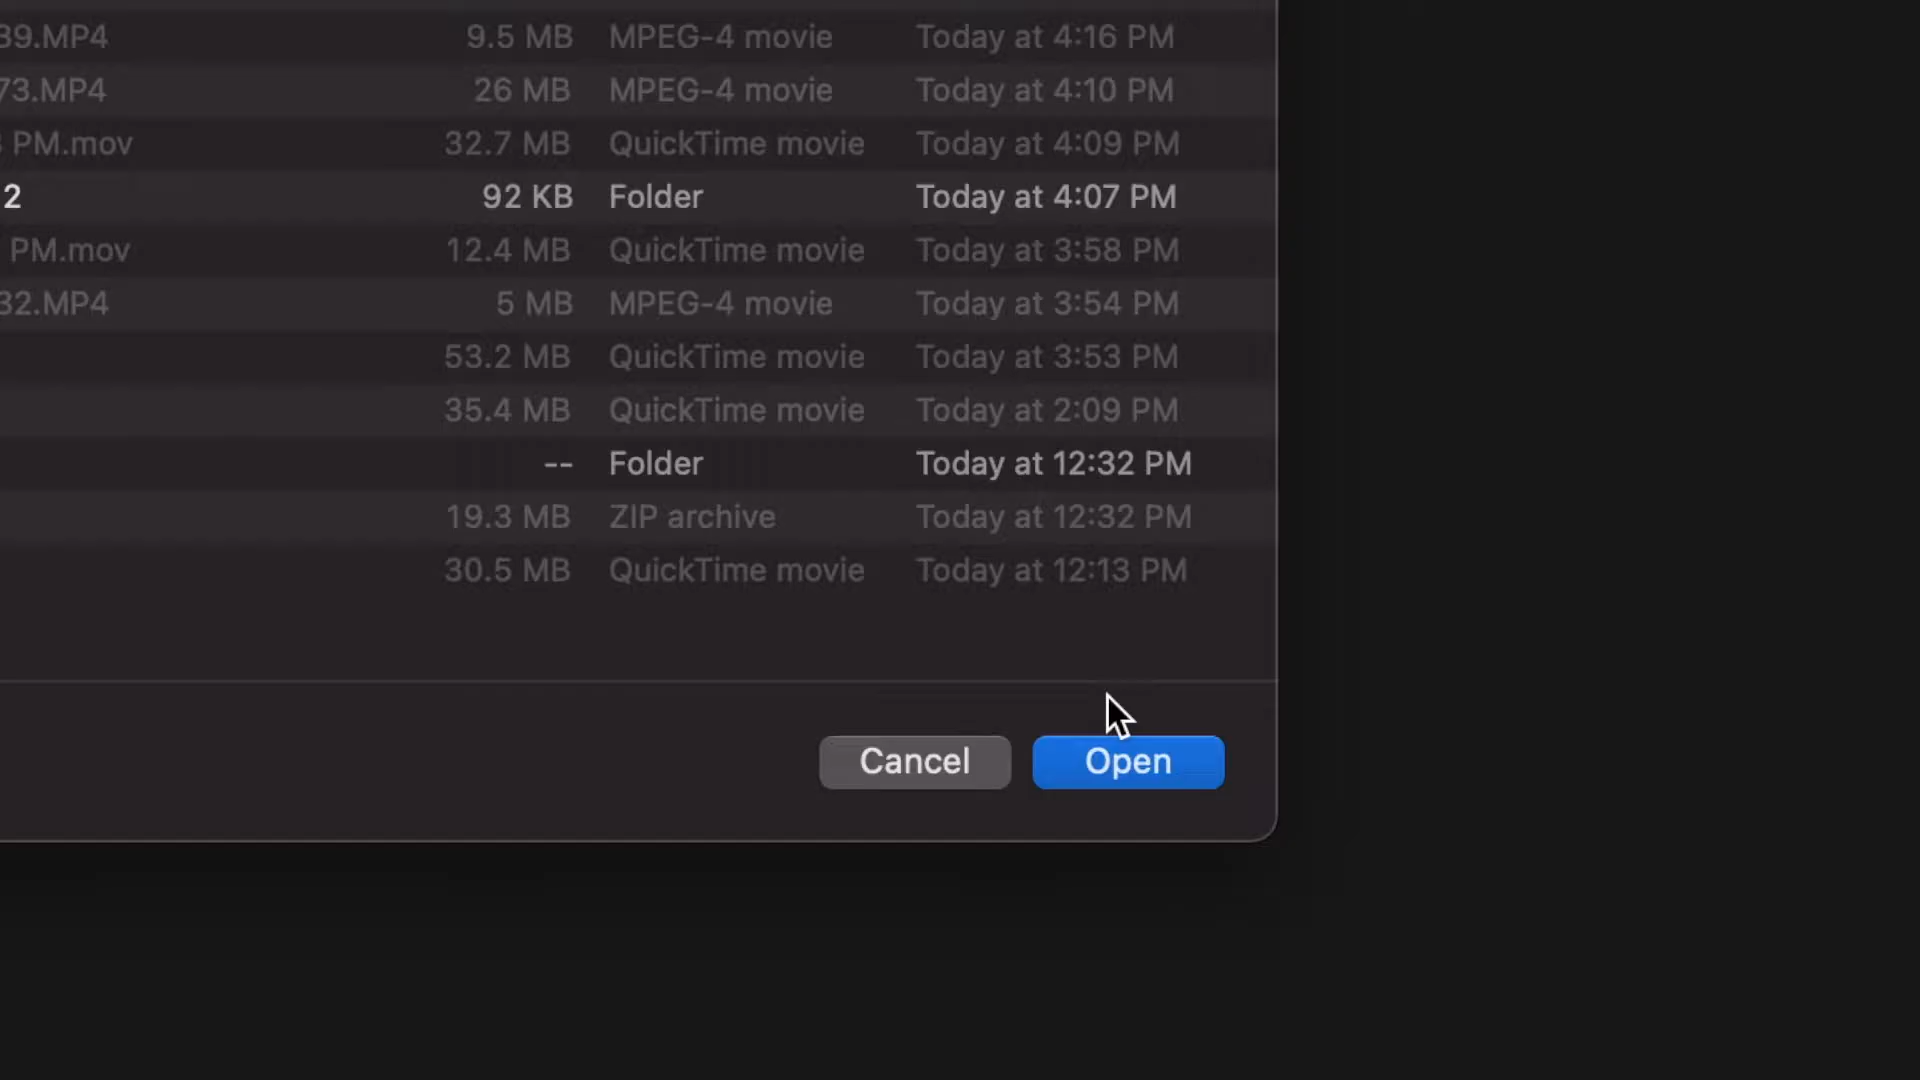 39.MP4 9.5 MB MPEG-4 movie Today at 4:16 PM
73.MP4 26 MB MPEG-4 movie Today at 4:10 PM
PM.mov 32.7 MB QuickTime movie Today at 4:09 PM
2 92 KB Folder Today at 4:07 PM
PM.mov 12.4 MB QuickTime movie Today at 3:58 PM
32.MP4 5 MB MPEG-4 movie Today at 3:54 PM
53.2 MB QuickTime movie Today at 3:53 PM
35.4 MB QuickTime movie Today at 2:09 PM
-- Folder Today at 12:32 PM
19.3 MB ZIP archive Today at 12:32 PM
30.5 MB QuickTime movie Today at 12:13 PM
Cancel Open